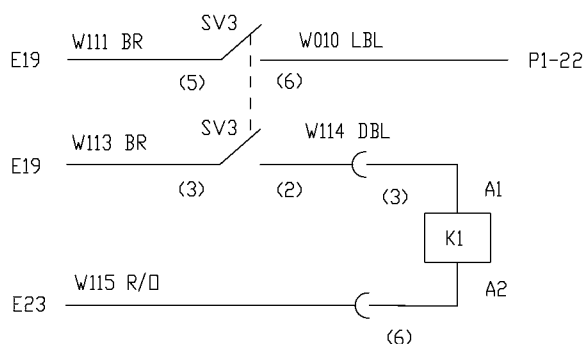 SV3
W111 BR
W010 LBL
E19
P1-22
(5)
(6)
SV3
W113 BR
W114 DBL
E19
(3)
(2)
(3)
A1
K1
W115 R/O
A2
E23
(6)